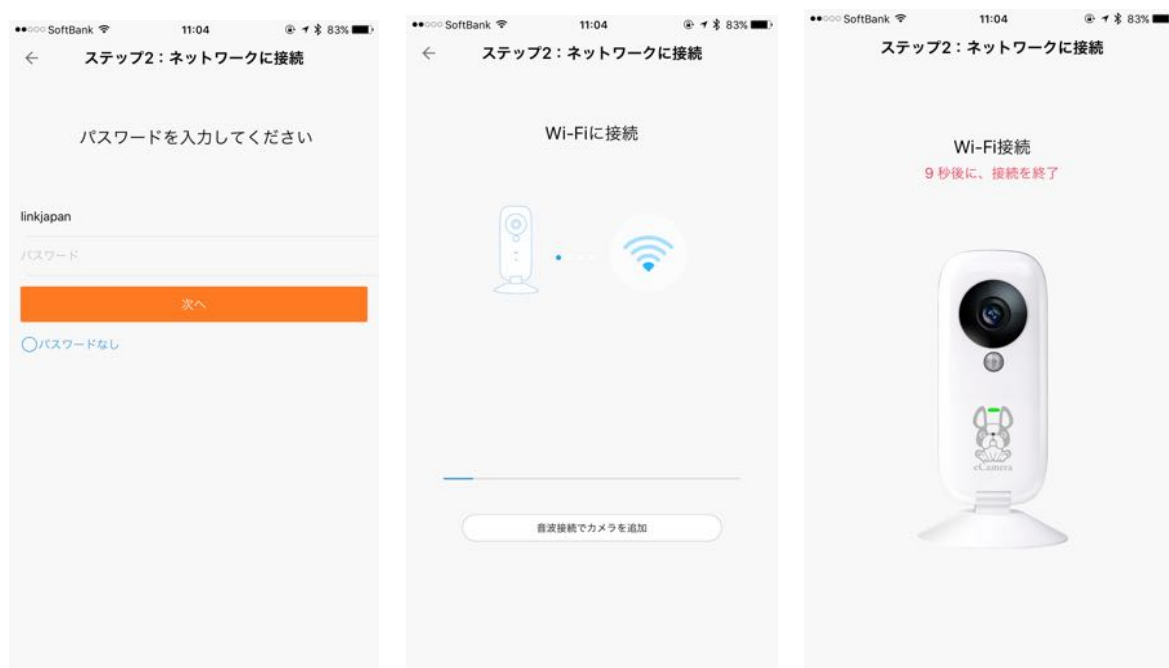 SoftBank 11:04 83%
ステップ2：ネットワークに接続
パスワードを入力してください
linkjapan
パスワード
次へ
パスワードなし
SoftBank 11:04 83%
ステップ2：ネットワークに接続
Wi-Fiに接続
音波接続でカメラを追加
SoftBank 11:04 83%
ステップ2：ネットワークに接続
Wi-Fi接続
9 秒後に、接続を終了
eCamera